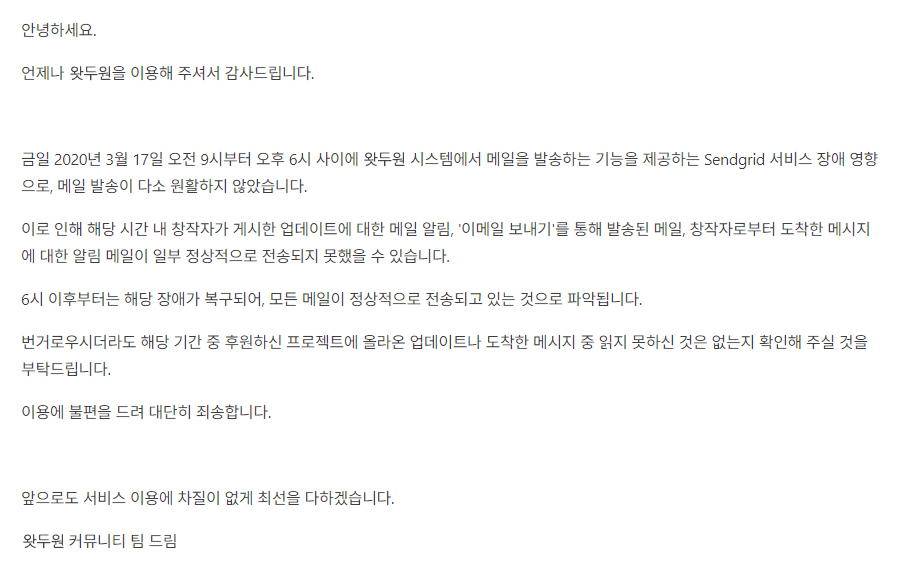 안녕하세요.
언제나 왓두원을 이용해 주셔서 감사드립니다.
금일 2020년 3월 17일 오전 9시부터 오후 6시 사이에 왓두원 시스템에서 메일을 발송하는 기능을 제공하는 Sendgrid 서비스 장애 영향
으로, 메일 발송이 다소 원활하지 않았습니다.
이로 인해 해당 시간 내 창작자가 게시한 업데이트에 대한 메일 알림, '이메일 보내기'를 통해 발송된 메일, 창작자로부터 도착한 메시지
에 대한 알림 메일이 일부 정상적으로 전송되지 못했을 수 있습니다.
6시 이후부터는 해당 장애가 복구되어, 모든 메일이 정상적으로 전송되고 있는 것으로 파악됩니다.
번거로우시더라도 해당 기간 중 후원하신 프로젝트에 올라온 업데이트나 도착한 메시지 중 읽지 못하신 것은 없는지 확인해 주실 것을
부탁드립니다.
이용에 불편을 드려 대단히 죄송합니다.
앞으로도 서비스 이용에 차질이 없게 최선을 다하겠습니다.
왓두원 커뮤니티 팀 드림